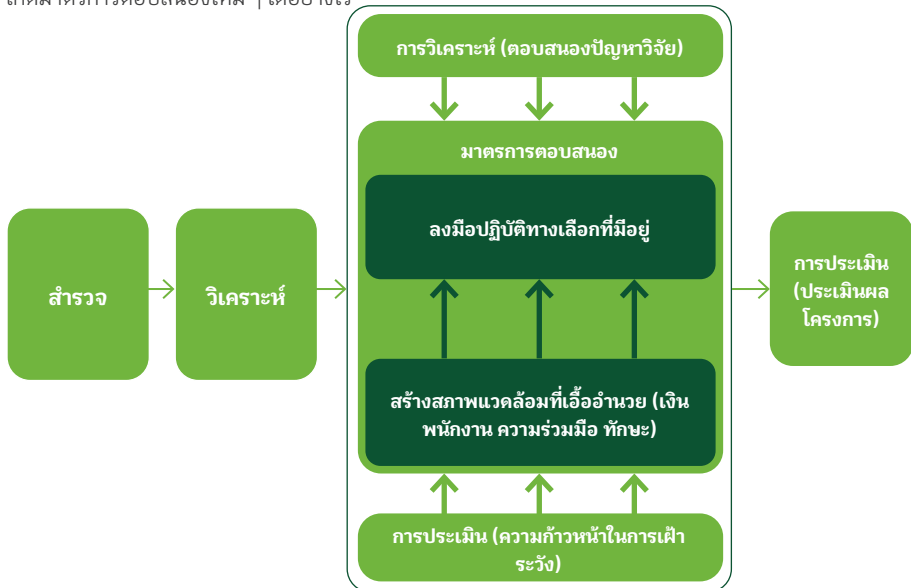 การวิเคราะห์ (ตอบสนองปัญหาวิจัย)
มาตรการตอบสนอง
ลงมือปฏิบัติทางเลือกที่มีอยู่
สำรวจ
วิเคราะห์
การประเมิน
(ประเมินผล
โครงการ)
สร้างสภาพแวดล้อมที่เอื้ออำนวย (เงิน
พนักงาน ความร่วมมือ ทักษะ)
การประเมิน (ความก้าวหน้าในการเฝ้า
ระวัง)